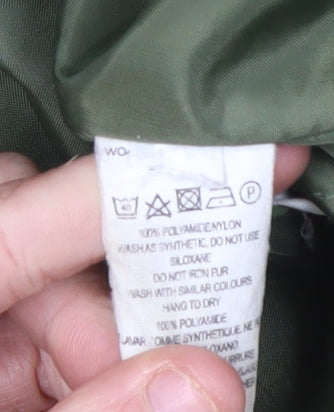 WO
40 P
100% POLYAMIDE/NYLON
WASH AS SYNTHETIC. DO NOT USE
SILOXANE
DO NOT IRON FUR
WASH WITH SIMILAR COLOURS
HANG TO DRY
100% POLYAMIDE
LAVAR COMME SYNTHETIQUE. NE